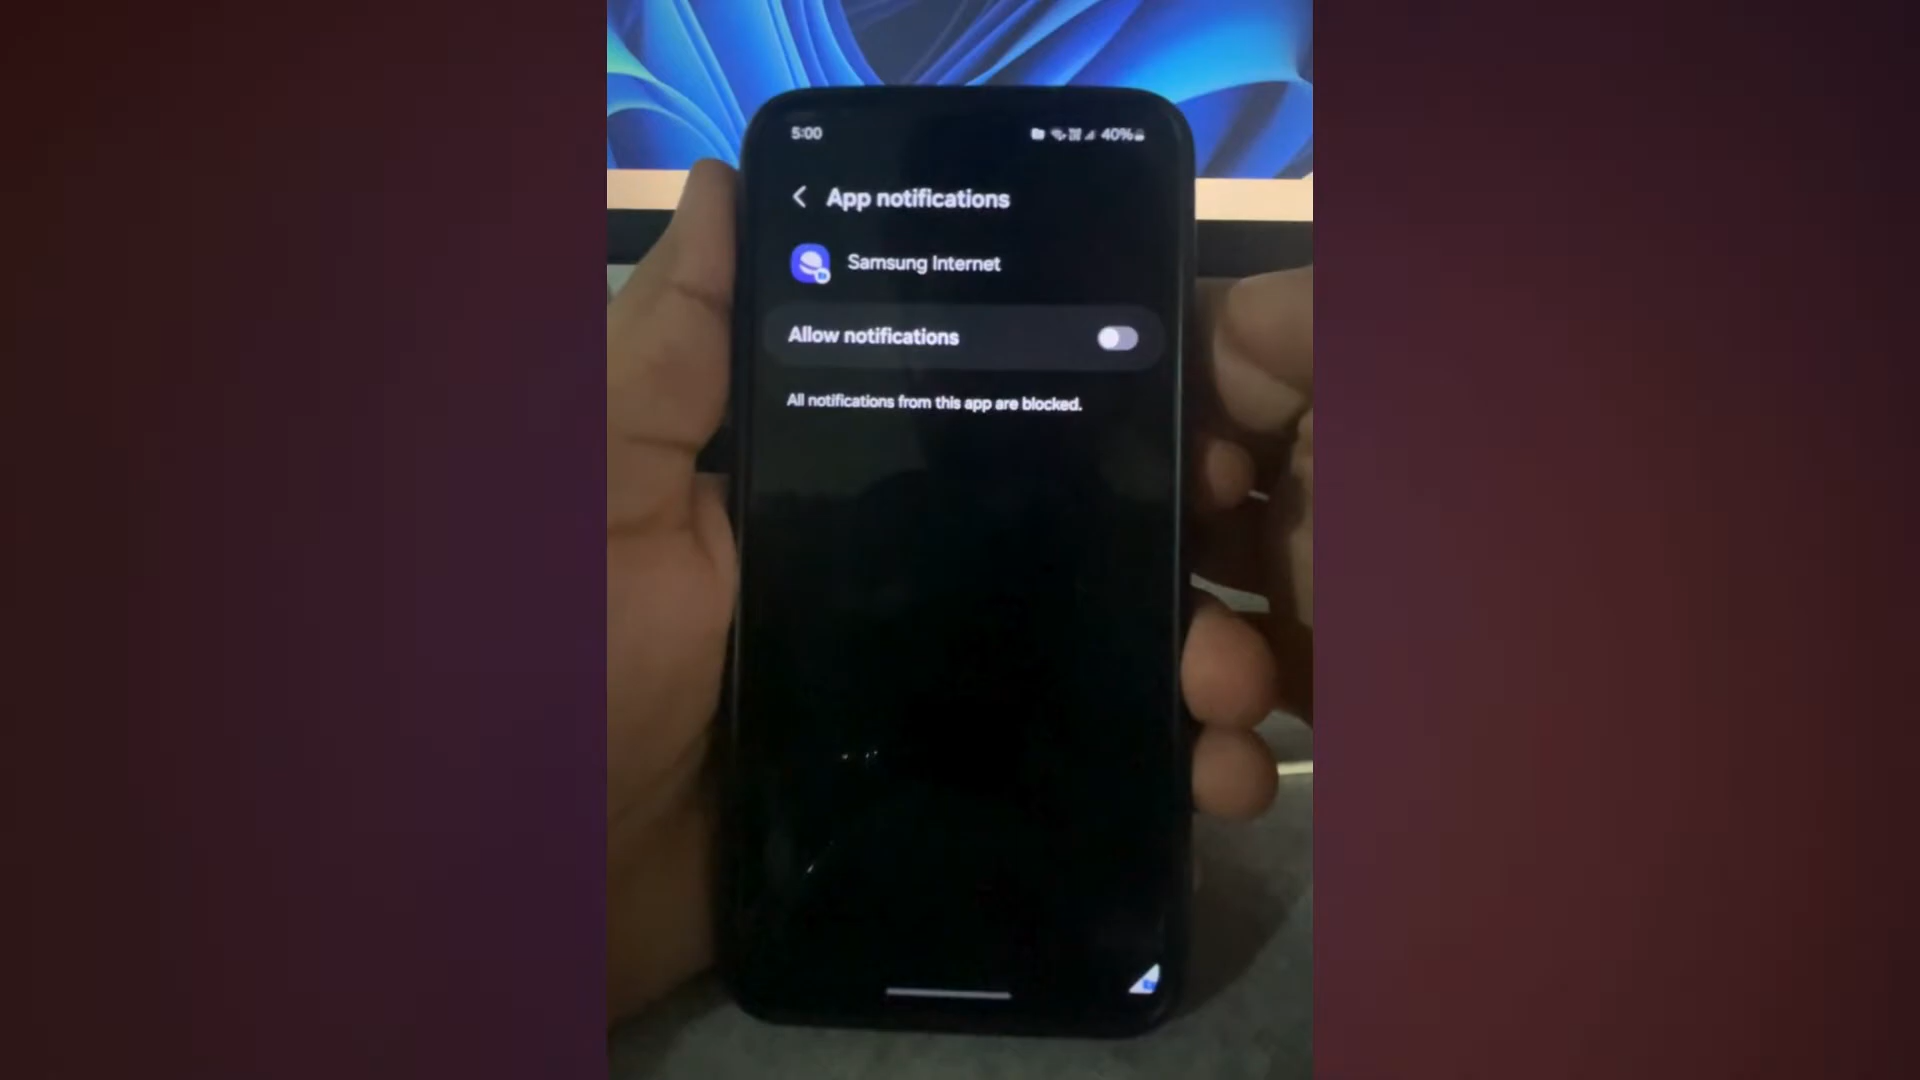 5:00
40%
App notifications
Samsung Internet
Allow notifications
All notifications from this app are blocked.